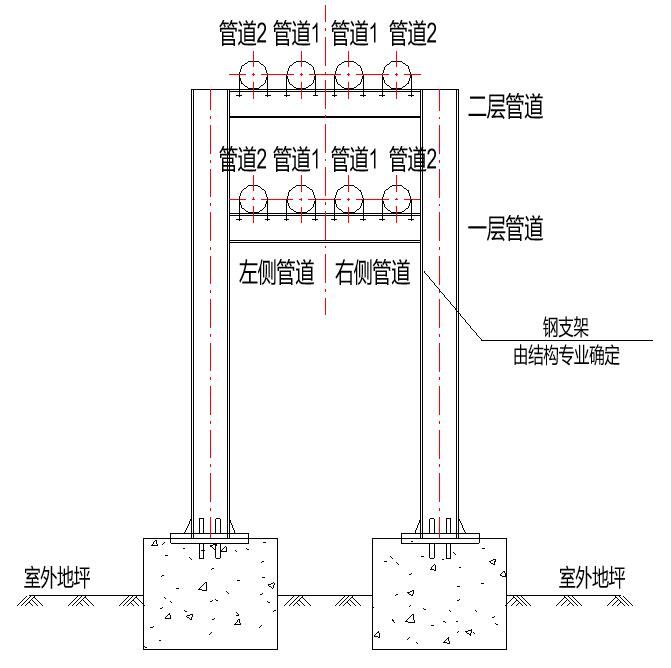 管道2 管道1 管道1 管道2
二层管道
管道2 管道1 管道1 管道2
一层管道
左侧管道 右侧管道
钢支架
由结构专业确定
室外地坪 室外地坪